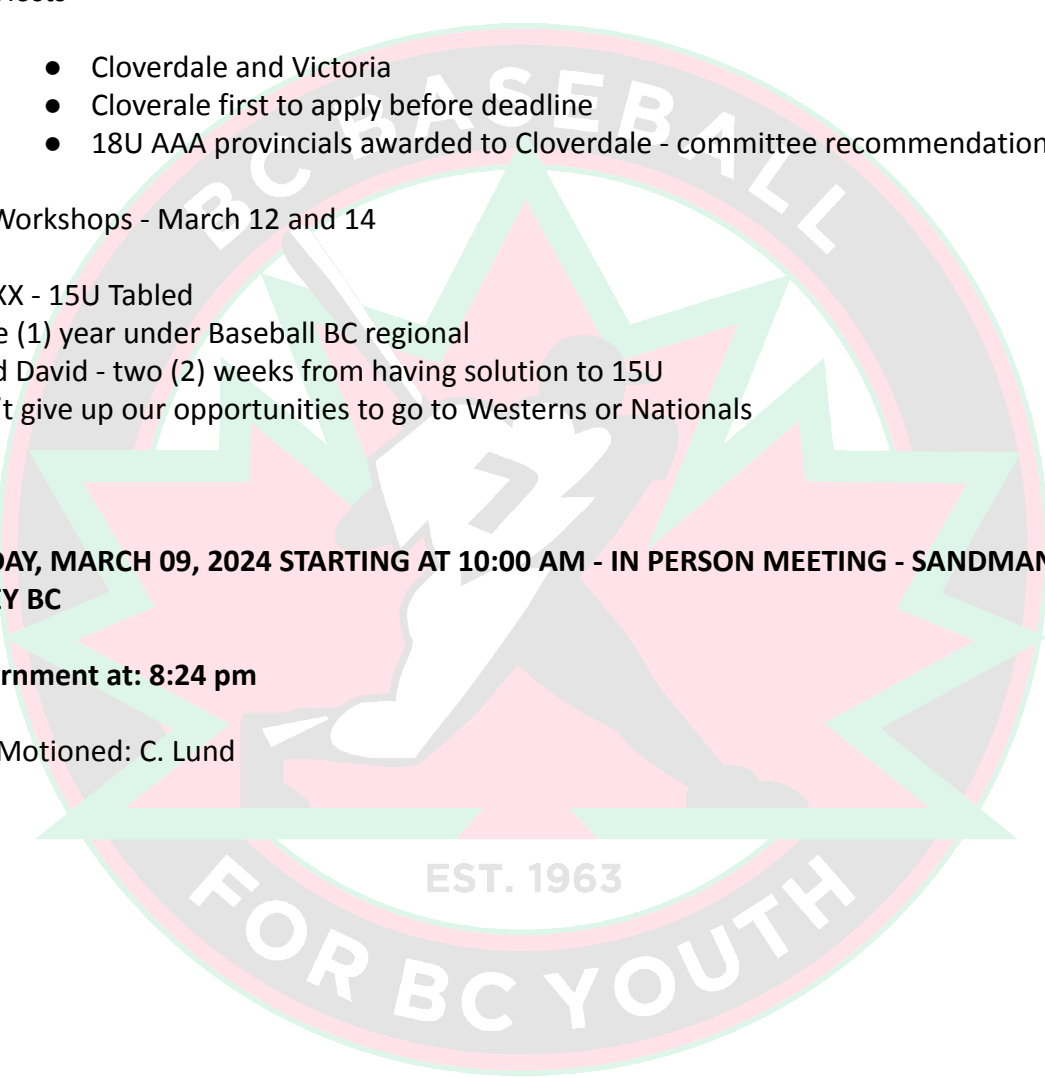 ● Cloverdale and Victoria
● Cloverale first to apply before deadline
● 18U AAA provincials awarded to Cloverdale - committee recommendation
Workshops - March 12 and 14
XX - 15U Tabled
(1) year under Baseball BC regional
David - two (2) weeks from having solution to 15U
't give up our opportunities to go to Westerns or Nationals
DAY, MARCH 09, 2024 STARTING AT 10:00 AM - IN PERSON MEETING - SANDMAN
EY BC
rnment at: 8:24 pm
Motioned: C. Lund
BC BASEBALL
EST. 1963
FOR BC YOUTH